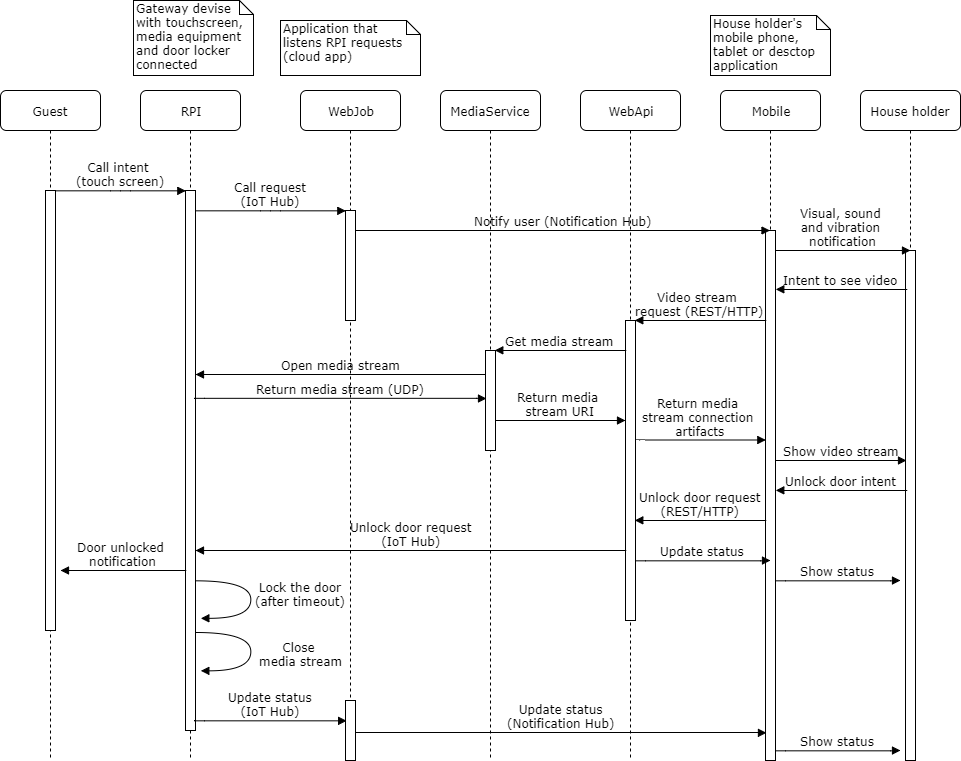 Gateway devise
with touchscreen,
media equipment
and door locker
connected
Application that
listens RPI requests
(cloud app)
House holder's
mobile phone,
tablet or desctop
application
Guest
RPI
WebJob
MediaService
WebApi
Mobile
House holder
Call intent
(touch screen)
Call request
(IoT Hub)
Notify user (Notification Hub)
Visual, sound
and vibration
notification
Intent to see video
Video stream
request (REST/HTTP)
Get media stream
Open media stream
Return media stream (UDP)
Return media
stream URI
Return media
stream connection
artifacts
Show video stream
Unlock door intent
Unlock door request
(REST/HTTP)
Unlock door request
(IoT Hub)
Update status
Door unlocked
notification
Show status
Lock the door
(after timeout)
Close
media stream
Update status
(IoT Hub)
Update status
(Notification Hub)
Show status